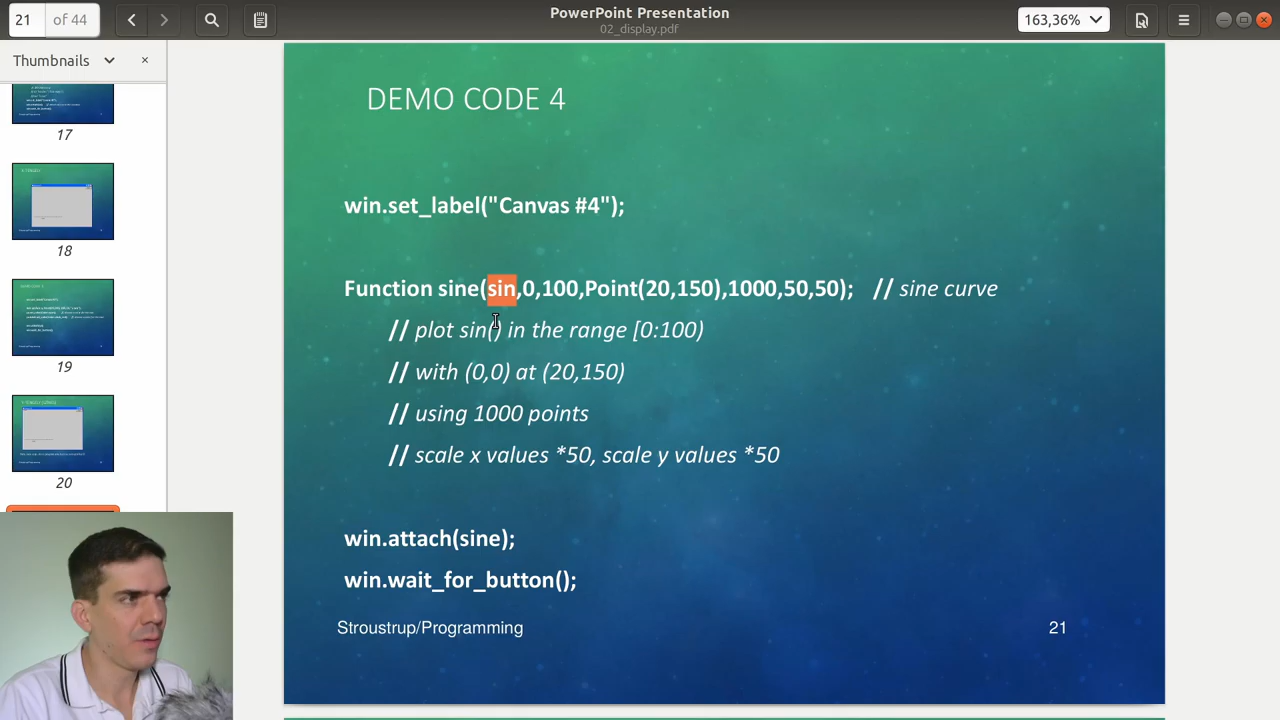 21 of 44
PowerPoint Presentation
02_display.pdf
163,36%
Thumbnails
17
18
19
20
DEMO CODE 4
win.set_label("Canvas #4");
Function sine(sin,0,100,Point(20,150),1000,50,50); // sine curve
// plot sin() in the range [0:100)
// with (0,0) at (20,150)
// using 1000 points
// scale x values *50, scale y values *50
win.attach(sine);
win.wait_for_button();
Stroustrup/Programming
21